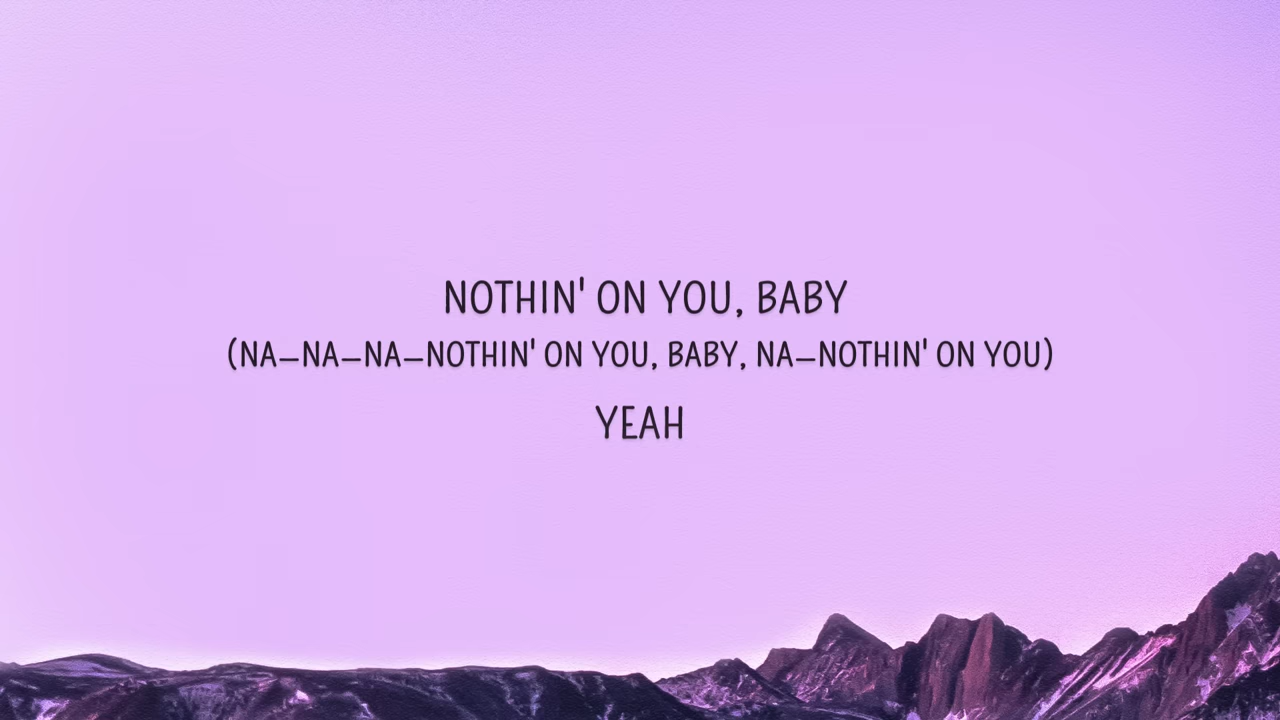 NOTHIN' ON YOU, BABY
(NA–NA–NA–NOTHIN' ON YOU, BABY, NA–NOTHIN' ON YOU)
YEAH